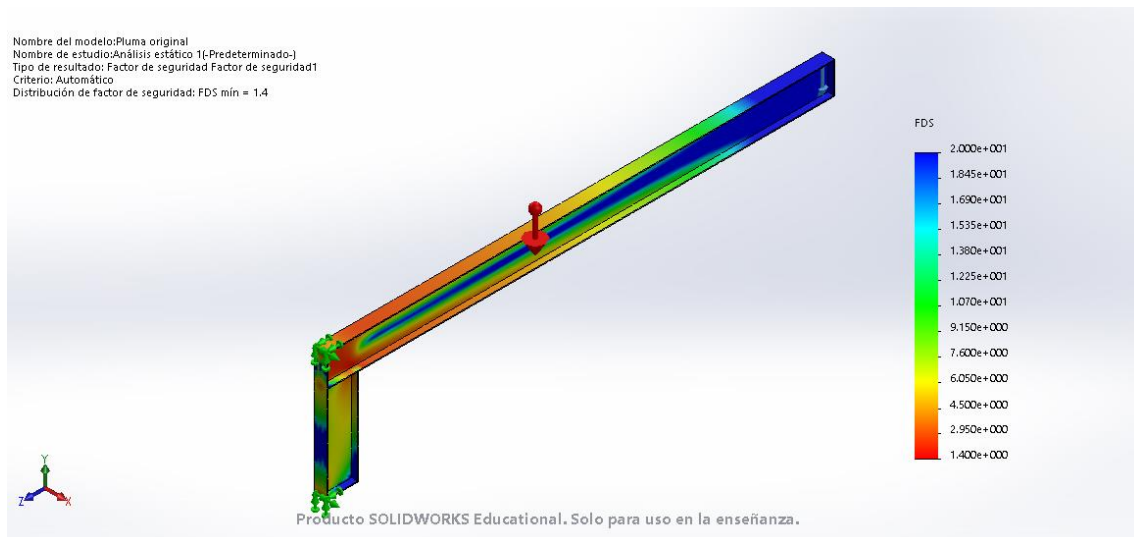 Nombre del modelo:Pluma original
Nombre de estudio:Análisis estático 1(-Predeterminado-)
Tipo de resultado: Factor de seguridad Factor de seguridad1
Criterio: Automático
Distribución de factor de seguridad: FDS mín = 1.4
FDS
2.000e+001
1.845e+001
1.690e+001
1.535e+001
1.380e+001
1.225e+001
1.070e+001
9.150e+000
7.600e+000
6.050e+000
4.500e+000
2.950e+000
1.400e+000
Y
Z
X
Producto SOLIDWORKS Educational. Solo para uso en la enseñanza.